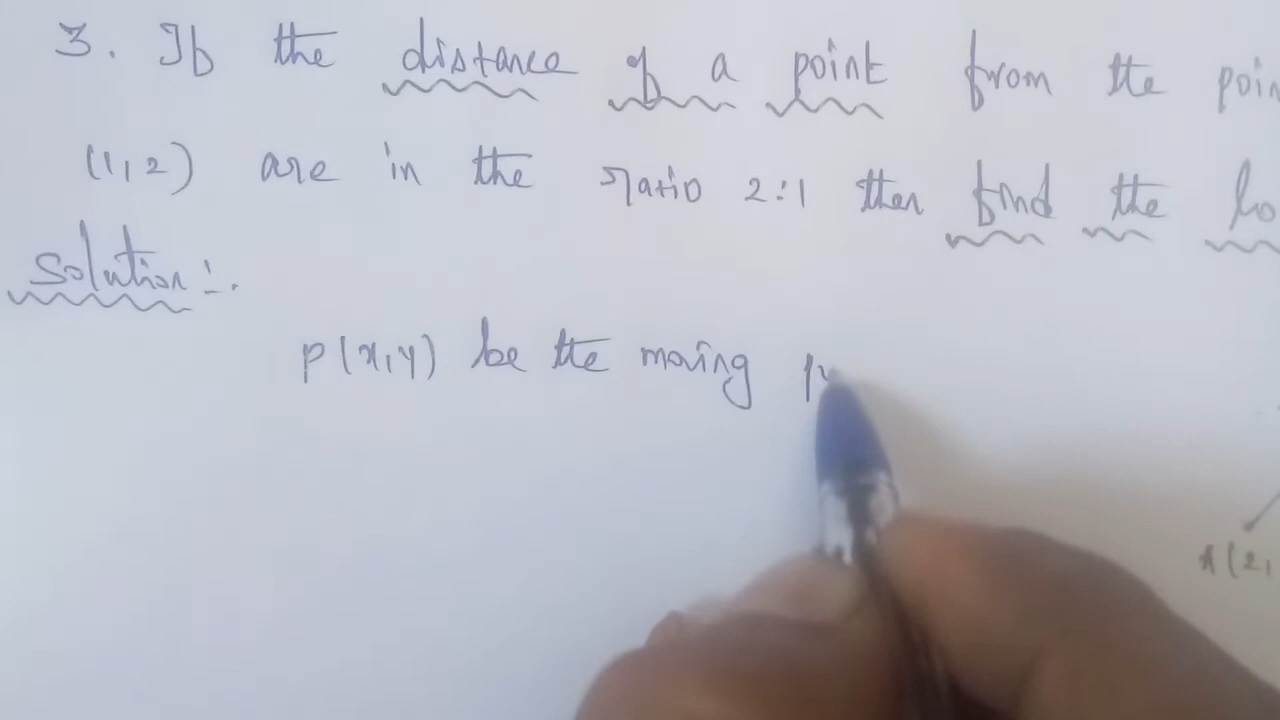 3. If the distance of a point from the poin
(1,2) are in the ratio 2:1 then find the lo
Solution:-
P(x,y) be the moving p
A(2,